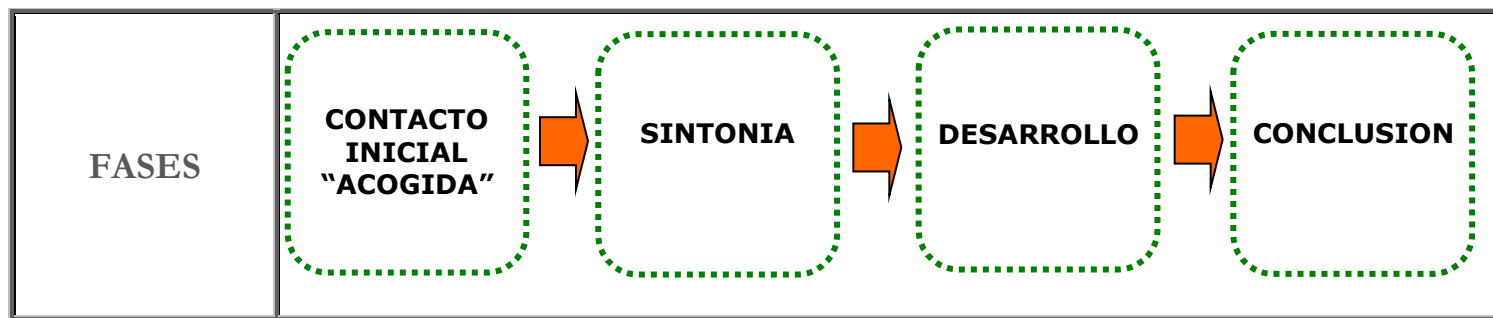 FASES
CONTACTO
INICIAL
“ACOGIDA”
SINTONIA
DESARROLLO
CONCLUSION